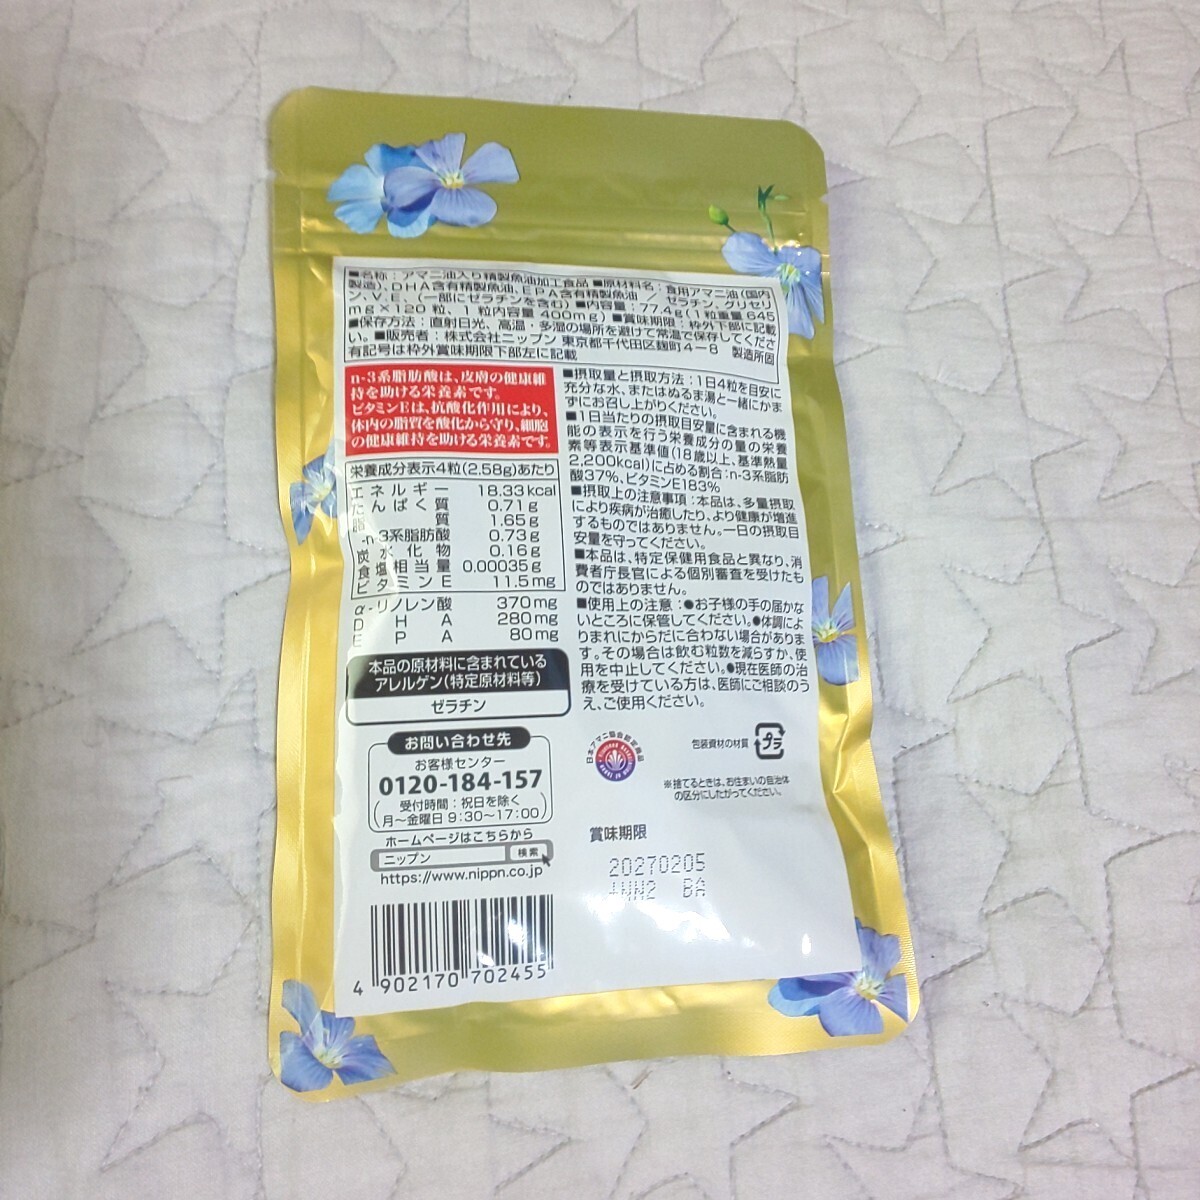 ■名称：アマニ油入り精製魚油加工食品 ■原材料名：食用アマニ油(国内
製造)、DHA含有精製魚油、EPA含有精製魚油 / ゼラチン、グリセリ
ン、V.E、(一部にゼラチンを含む) ■内容量：77.4g(1粒重量645
mg×120粒、1粒内容量400mg) ■賞味期限：枠外下部に記載
■保存方法：直射日光、高温・多湿の場所を避けて常温で保存してくださ
い。 ■販売者：株式会社ニップン 東京都千代田区麹町4-8 製造所固
有記号は枠外賞味期限下部左に記載
n-3系脂肪酸は、皮膚の健康維
持を助ける栄養素です。
ビタミンEは、抗酸化作用により、
体内の脂質を酸化から守り、細胞
の健康維持を助ける栄養素です。
栄養成分表示4粒(2.58g)あたり
エネルギー 18.33kcal
たんぱく質 0.71g
脂質 1.65g
-n-3系脂肪酸 0.73g
炭水化物 0.16g
食塩相当量 0.00035g
ビタミンE 11.5mg
α-リノレン酸 370mg
DHA 280mg
EPA 80mg
本品の原材料に含まれている
アレルゲン(特定原材料等)
ゼラチン
お問い合わせ先
お客様センター
0120-184-157
受付時間：祝日を除く
月～金曜日 9:30～17:00
ホームページはこちらから
ニップン 検索
https://www.nippn.co.jp
4 902170 702455
■摂取量と摂取方法：1日4粒を目安に
充分な水、またはぬるま湯と一緒にかま
ずにお召し上がりください。
■1日当たりの摂取目安量に含まれる機
能の表示を行う栄養成分の量の栄養
素等表示基準値(18歳以上、基準熱量
2,200kcal)に占める割合：n-3系脂肪
酸37%、ビタミンE183%
■摂取上の注意事項：本品は、多量摂取
により疾病が治癒したり、より健康が増進
するものではありません。一日の摂取目
安量を守ってください。
■本品は、特定保健用食品と異なり、消
費者庁長官による個別審査を受けたも
のではありません。
■使用上の注意：●お子様の手の届かな
いところに保管してください。●体調によ
りまれにからだに合わない場合がありま
す。その場合は飲む粒数を減らすか、使
用を中止してください。●現在医師の治
療を受けている方は、医師にご相談のう
え、ご使用ください。
日本アマニ協会認定商品
包装資材の材質
プラ
※捨てるときは、お住まいの自治体
の区分にしたがってください。
賞味期限
20270205
+NN2 BA